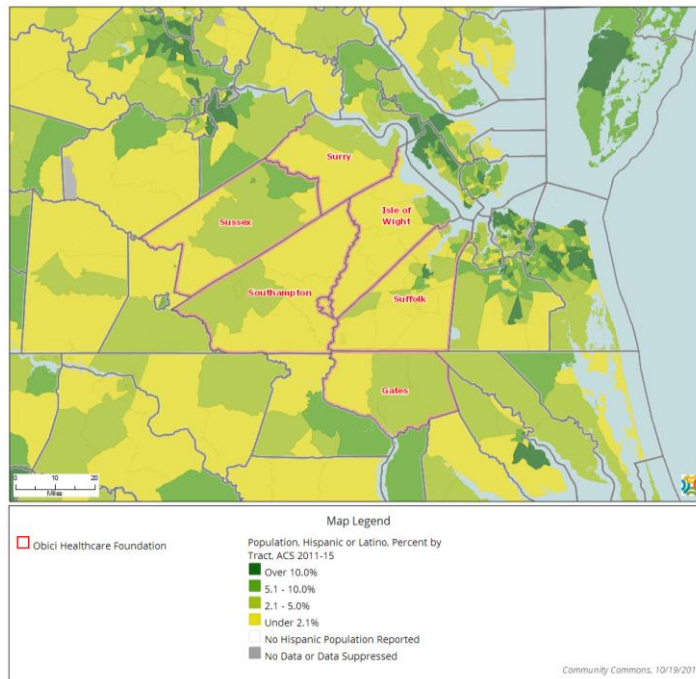 Surry
Sussex
Isle of
Wight
Southampton
Suffolk
Gates
0 10 20
Miles
Map Legend
Obici Healthcare Foundation
Population, Hispanic or Latino, Percent by
Tract, ACS 2011-15
Over 10.0%
5.1 - 10.0%
2.1 - 5.0%
Under 2.1%
No Hispanic Population Reported
No Data or Data Suppressed
Community Commons, 10/19/201